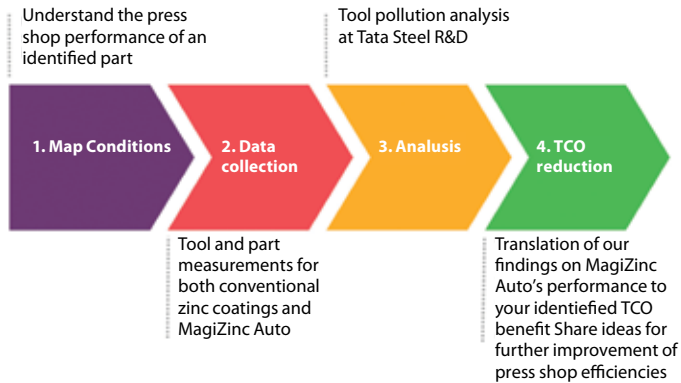 Understand the press
shop performance of an
identified part
Tool pollution analysis
at Tata Steel R&D
1. Map Conditions
2. Data
collection
3. Analusis
4. TCO
reduction
Tool and part
measurements for
both conventional
zinc coatings and
MagiZinc Auto
Translation of our
findings on MagiZinc
Auto's performance to
your identiefied TCO
benefit Share ideas for
further improvement of
press shop efficiencies